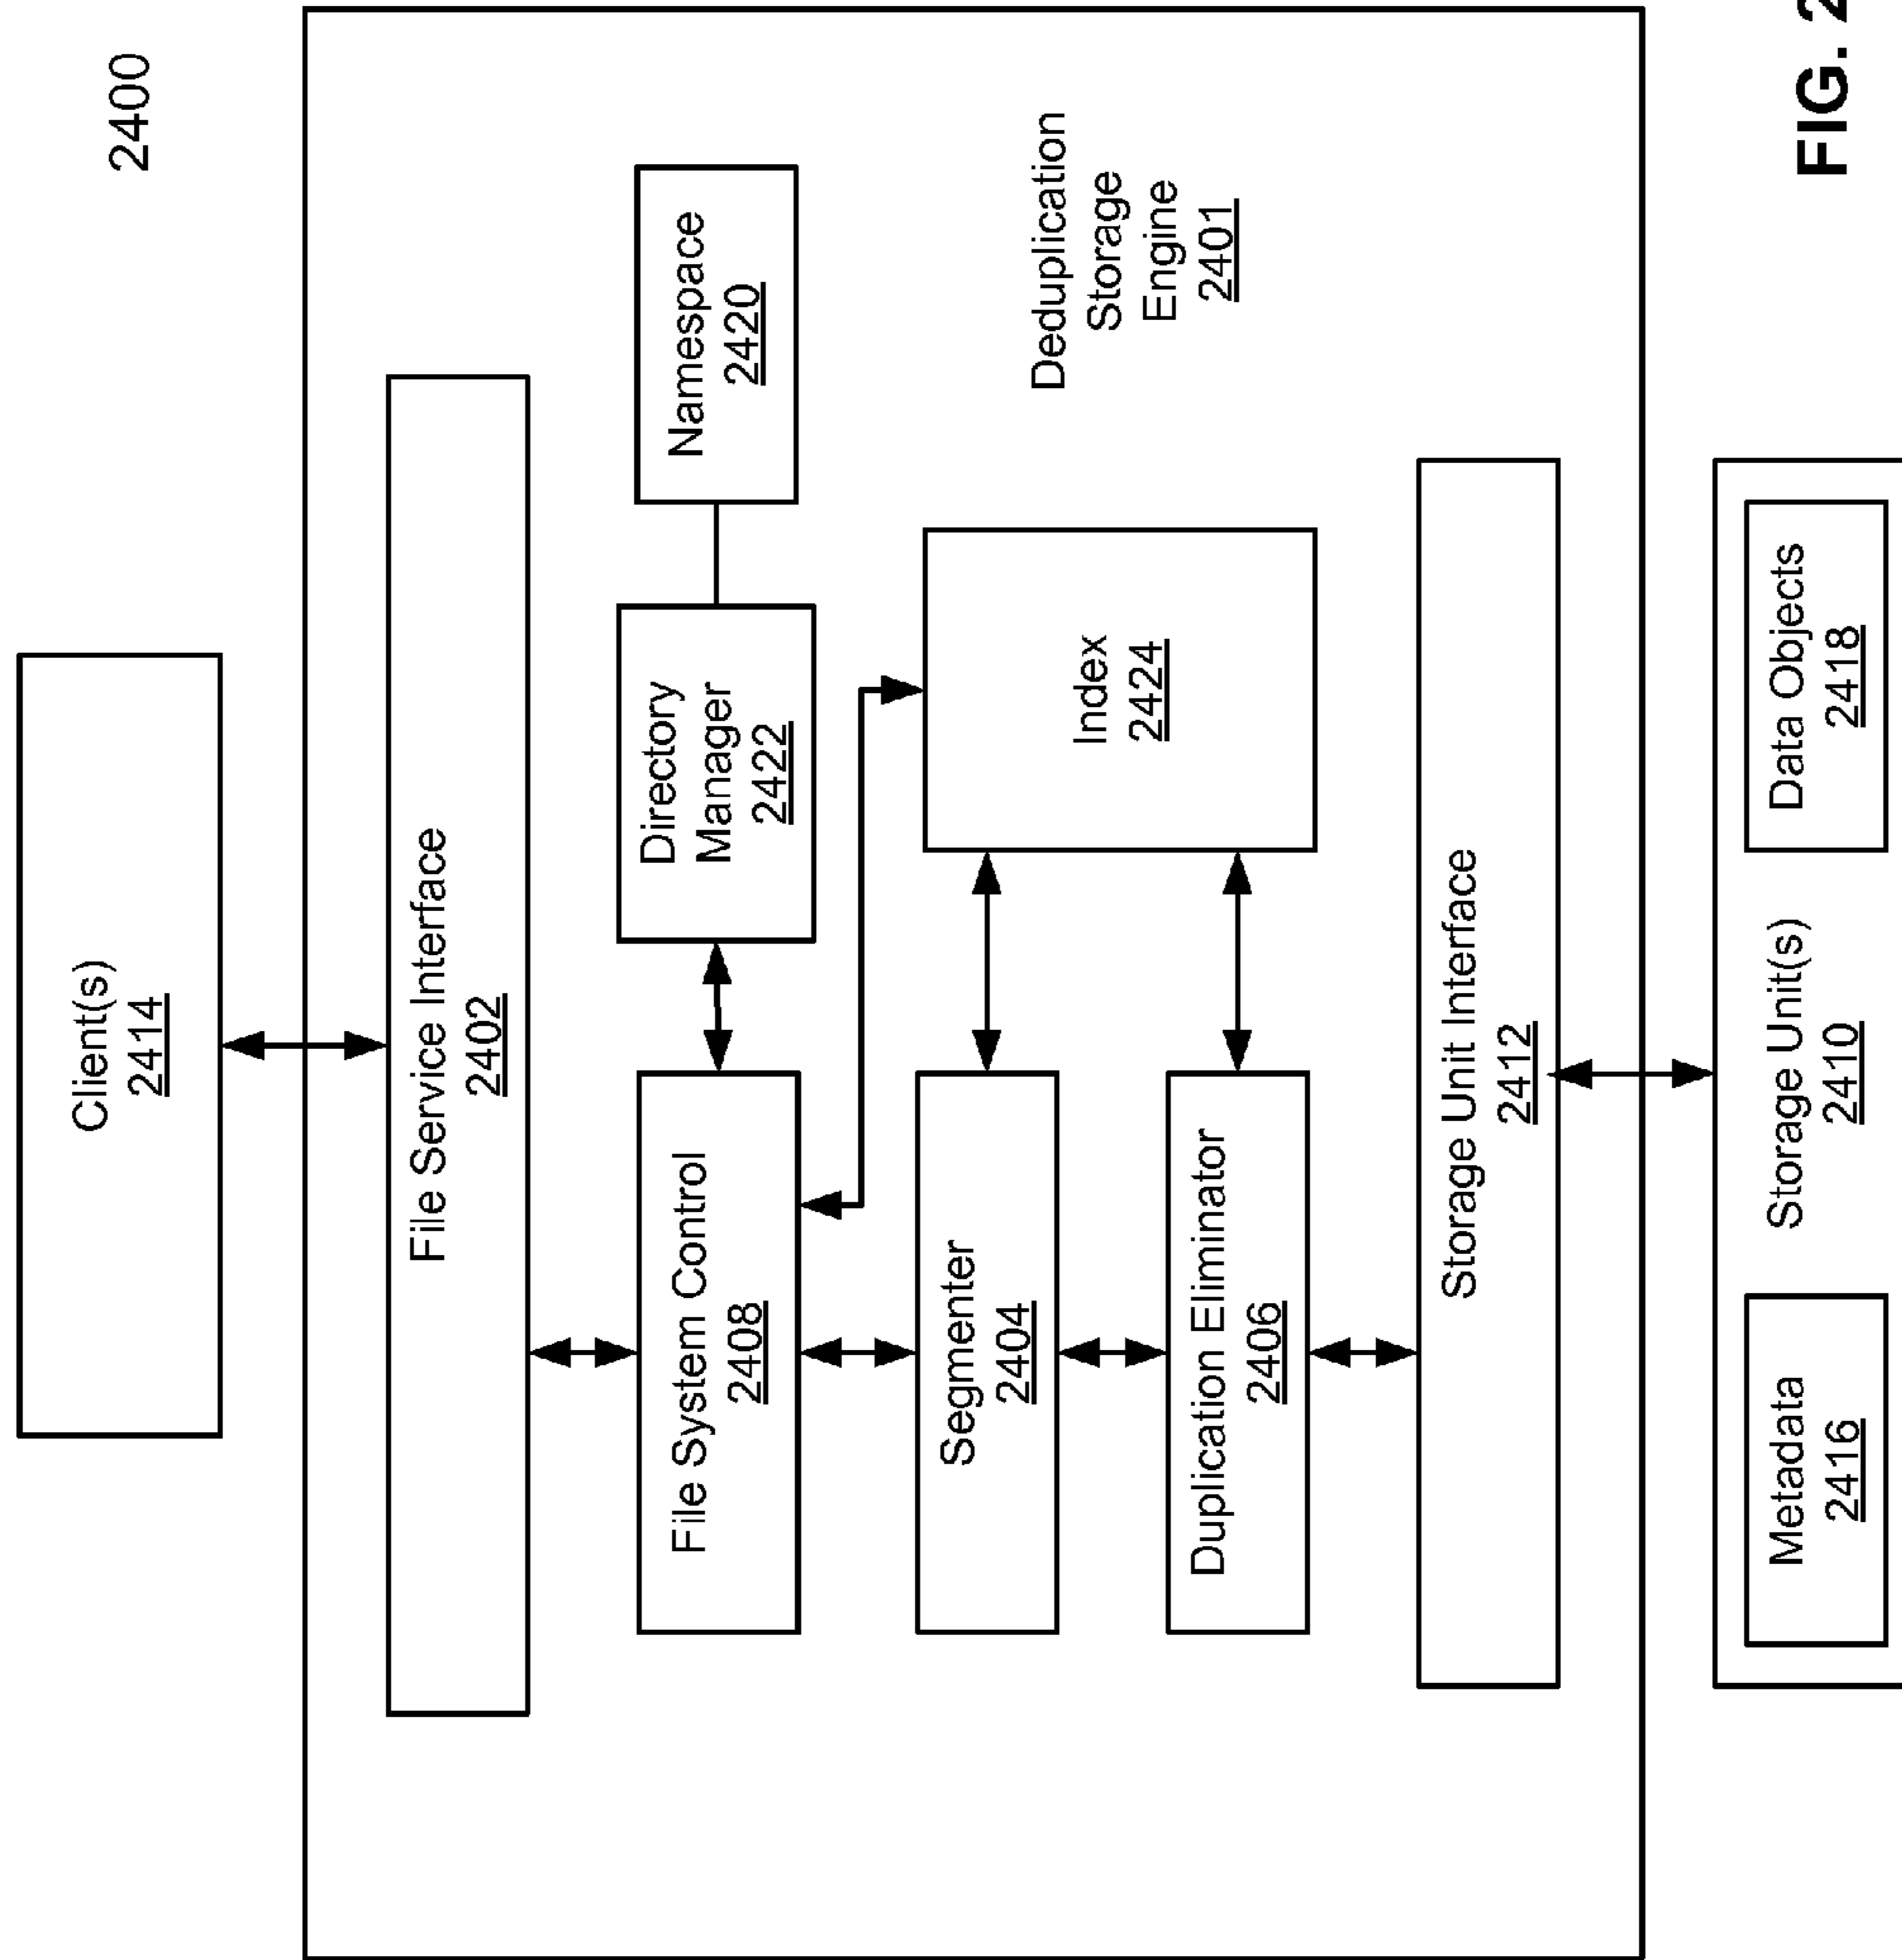 2400
Client(s)
2414
File Service Interface
2402
File System Control
2408
Directory
Manager
2422
Namespace
2420
Segmenter
2404
Index
2424
Duplication Eliminator
2406
Deduplication
Storage
Engine
2401
Storage Unit Interface
2412
Metadata
2416
Storage Unit(s)
2410
Data Objects
2418
FIG. 2